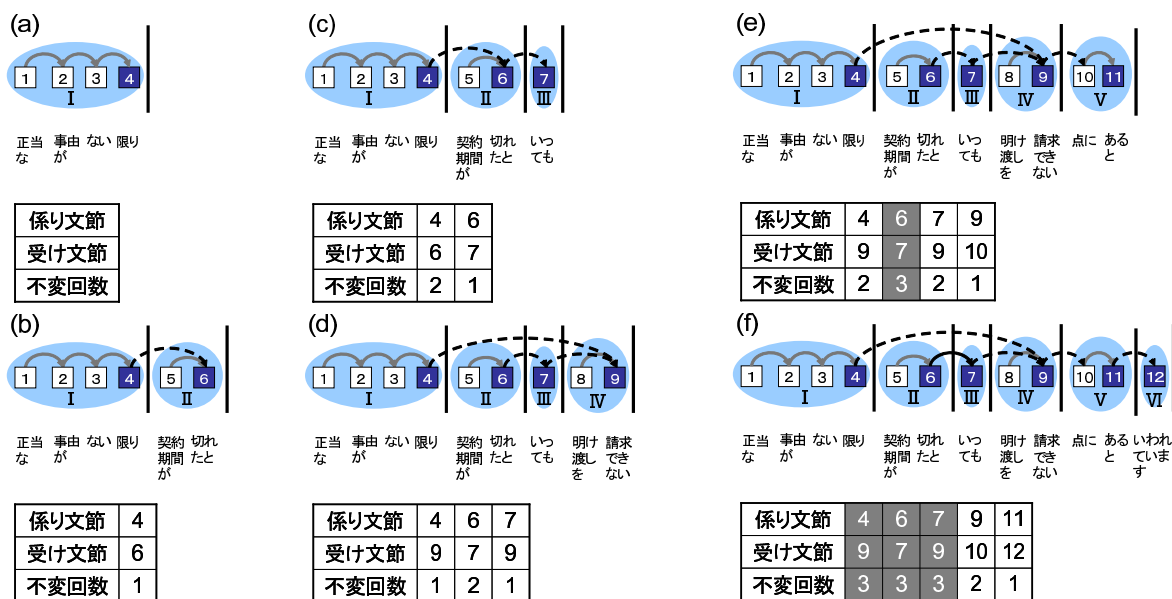 (a)
1 2 3 4
I
正当 事由 ない 限り
な が
係り文節
受け文節
不変回数
(b)
1 2 3 4 5 6
I II
正当 事由 ない 限り 契約 切れ
な が 期間 たと
が
係り文節 4
受け文節 6
不変回数 1
(c)
1 2 3 4 5 6 7
I II III
正当 事由 ない 限り 契約 切れ いっ
な が 期間 たと ても
が
係り文節 4 6
受け文節 6 7
不変回数 2 1
(d)
1 2 3 4 5 6 7 8 9
I II III IV
正当 事由 ない 限り 契約 切れ いっ 明け 請求
な が 期間 たと ても 渡し でき
が を ない
係り文節 4 6 7
受け文節 9 7 9
不変回数 1 2 1
(e)
1 2 3 4 5 6 7 8 9 10 11
I II III IV V
正当 事由 ない 限り 契約 切れ いっ 明け 請求 点に ある
な が 期間 たと ても 渡し でき と
が を ない
係り文節 4 6 7 9
受け文節 9 7 9 10
不変回数 2 3 2 1
(f)
1 2 3 4 5 6 7 8 9 10 11 12
I II III IV V VI
正当 事由 ない 限り 契約 切れ いっ 明け 請求 点に ある いわれ
な が 期間 たと ても 渡し でき と ていま
が を ない す
係り文節 4 6 7 9 11
受け文節 9 7 9 10 12
不変回数 3 3 3 2 1